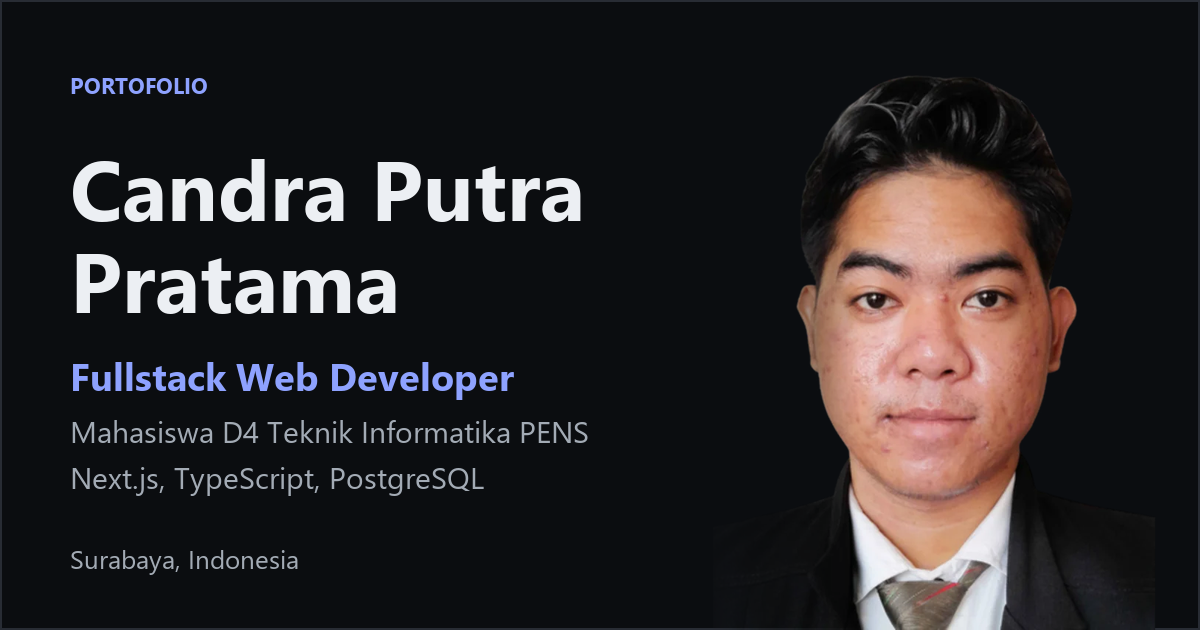 PORTOFOLIO
Candra Putra
Pratama
Fullstack Web Developer
Mahasiswa D4 Teknik Informatika PENS
Next.js, TypeScript, PostgreSQL
Surabaya, Indonesia